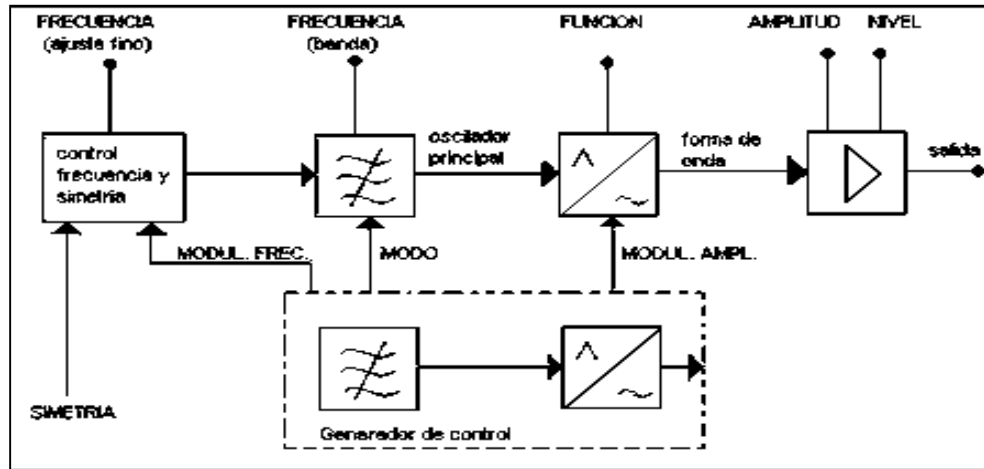 FRECUENCIA
(ajuste fino)
FRECUENCIA
(banda)
FUNCION
AMPLITUD
NIVEL
control
frecuencia y
simetria
oscilador
principal
forma de
onda
salida
MODUL. FREC.
MODO
MODUL. AMPL.
SIMETRIA
Generador de control